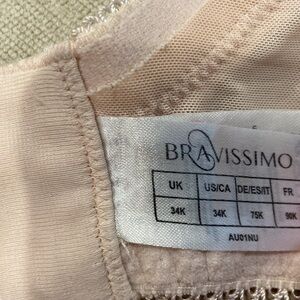 BRAVISSIMO
UK US/CA DE/ES/IT FR
34K 34K 75K 90K
AU01NU